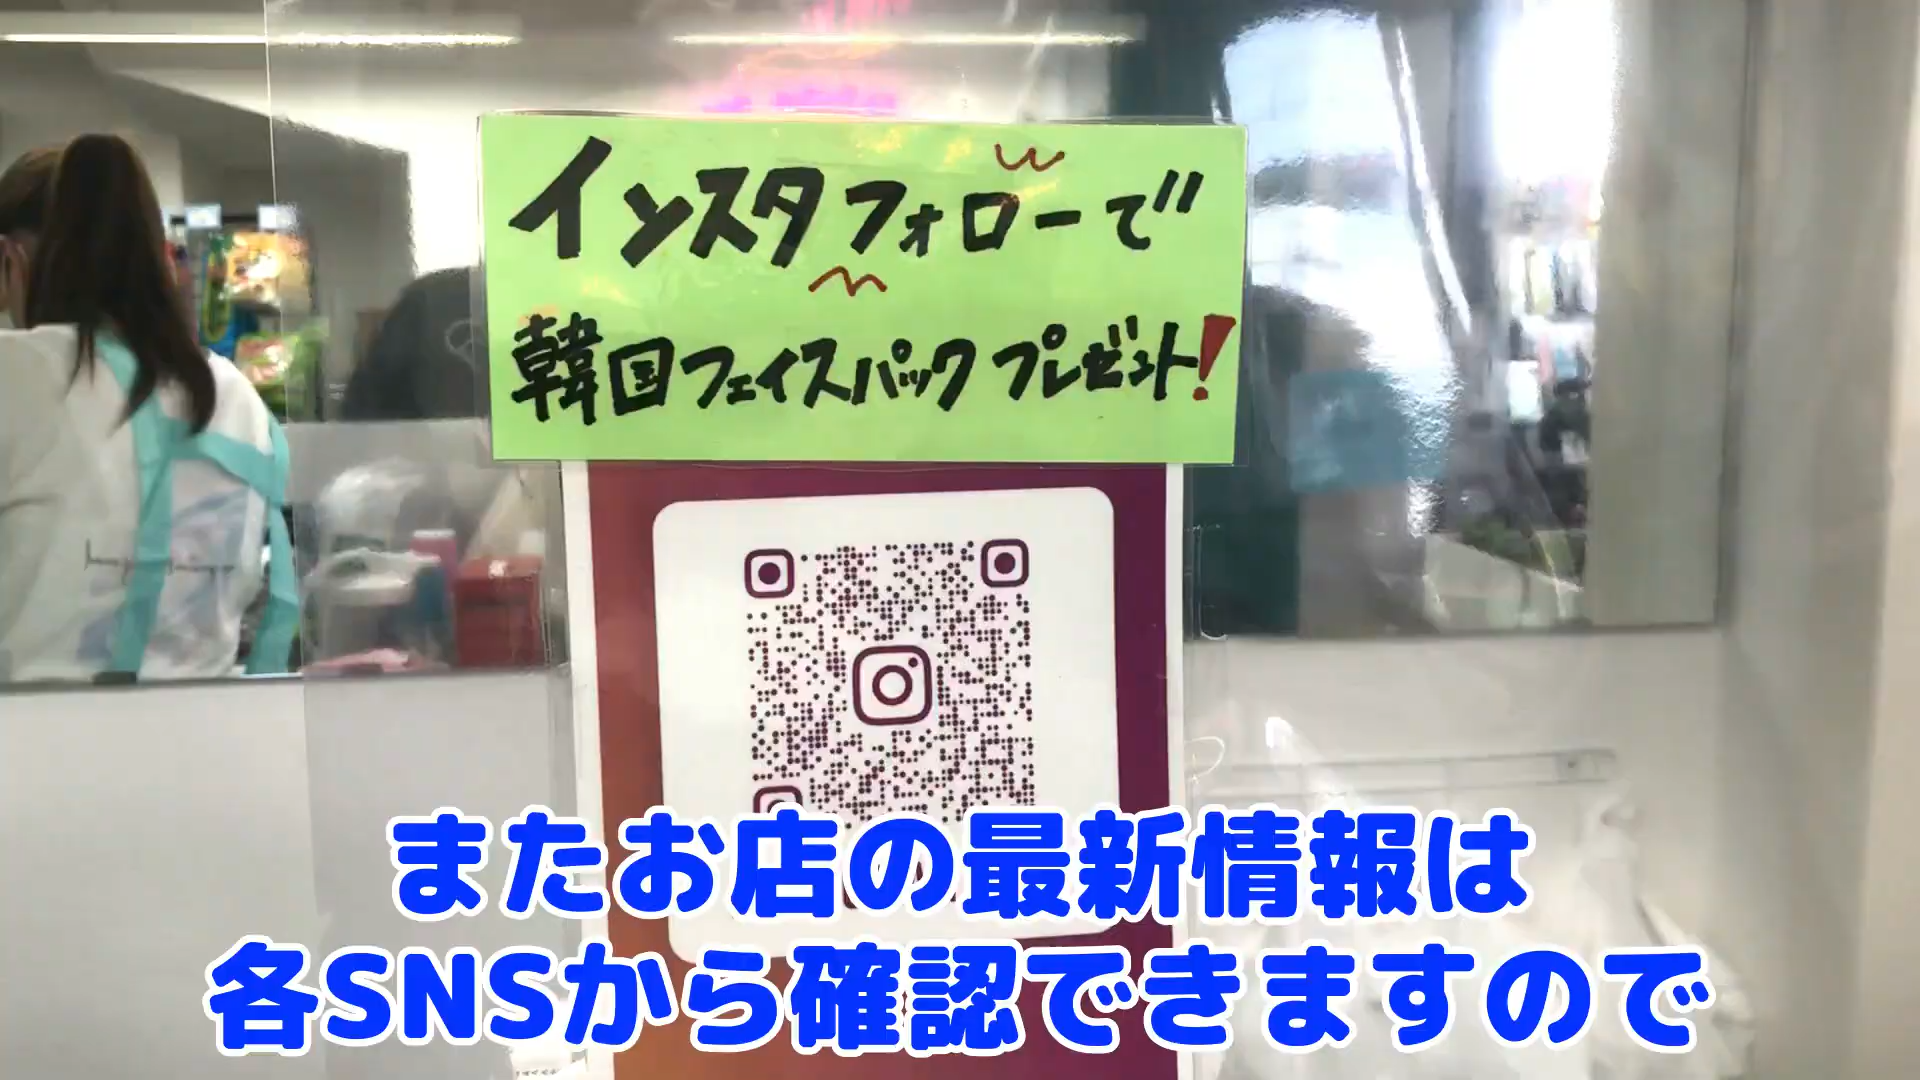 インスタフォローで
韓国フェイスパックプレゼント!
またお店の最新情報は
各SNSから確認できますので